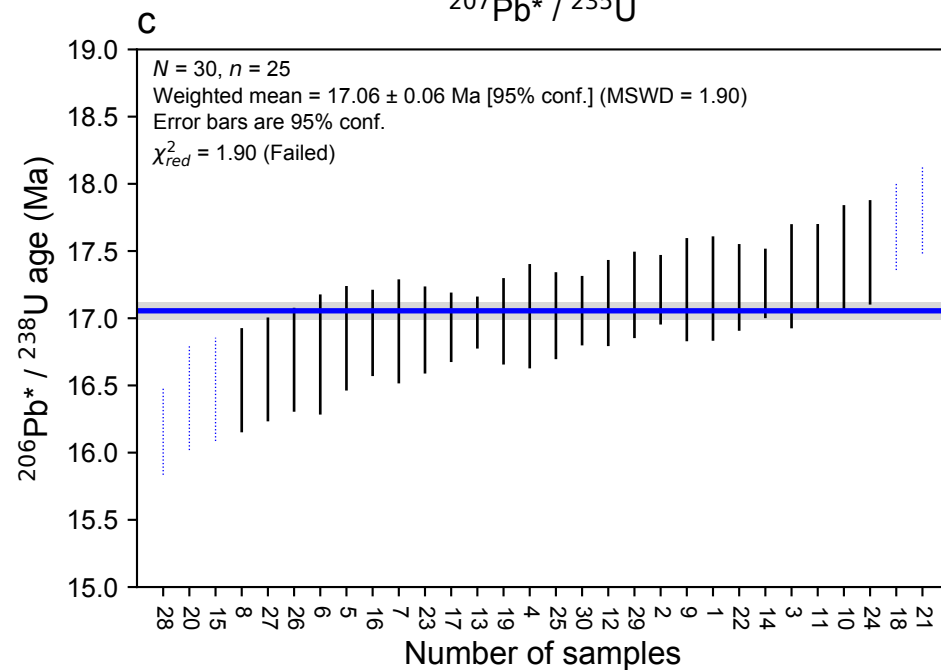 ²⁰⁷Pb* / ²³⁵U
c
19.0
18.5
18.0
17.5
17.0
16.5
16.0
15.5
15.0
²⁰⁶Pb* / ²³⁸U age (Ma)
N = 30, n = 25
Weighted mean = 17.06 ± 0.06 Ma [95% conf.] (MSWD = 1.90)
Error bars are 95% conf.
χ²red = 1.90 (Failed)
28 20 15 8 27 26 6 5 16 7 23 17 13 19 4 25 30 12 29 2 9 1 22 14 3 11 10 24 18 21
Number of samples